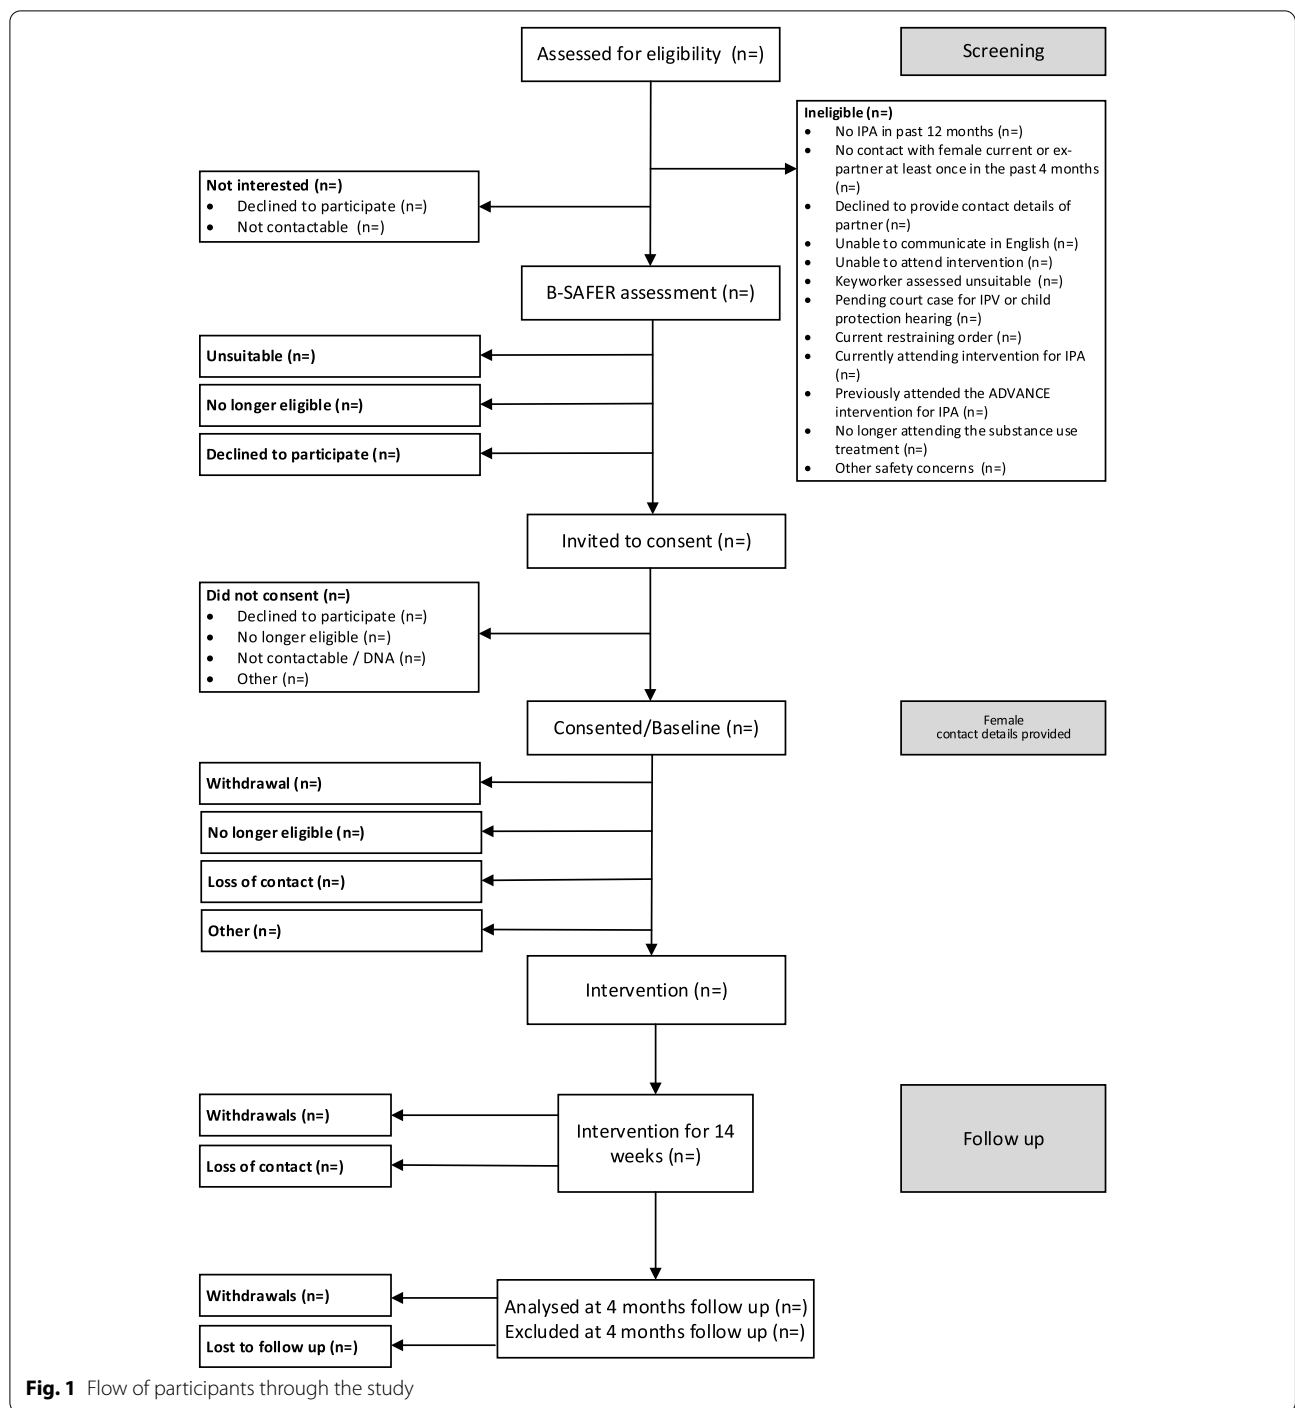 Assessed for eligibility (n=)
Screening
Ineligible (n=)
• No IPA in past 12 months (n=)
• No contact with female current or ex-
partner at least once in the past 4 months
(n=)
• Declined to provide contact details of
partner (n=)
• Unable to communicate in English (n=)
• Unable to attend intervention (n=)
• Keyworker assessed unsuitable (n=)
• Pending court case for IPV or child
protection hearing (n=)
• Current restraining order (n=)
• Currently attending intervention for IPA
(n=)
• Previously attended the ADVANCE
intervention for IPA (n=)
• No longer attending the substance use
treatment (n=)
• Other safety concerns (n=)
Not interested (n=)
• Declined to participate (n=)
• Not contactable (n=)
B-SAFER assessment (n=)
Unsuitable (n=)
No longer eligible (n=)
Declined to participate (n=)
Invited to consent (n=)
Did not consent (n=)
• Declined to participate (n=)
• No longer eligible (n=)
• Not contactable / DNA (n=)
• Other (n=)
Consented/Baseline (n=)
Female
contact details provided
Withdrawal (n=)
No longer eligible (n=)
Loss of contact (n=)
Other (n=)
Intervention (n=)
Withdrawals (n=)
Loss of contact (n=)
Intervention for 14
weeks (n=)
Follow up
Withdrawals (n=)
Lost to follow up (n=)
Analysed at 4 months follow up (n=)
Excluded at 4 months follow up (n=)
Fig. 1 Flow of participants through the study